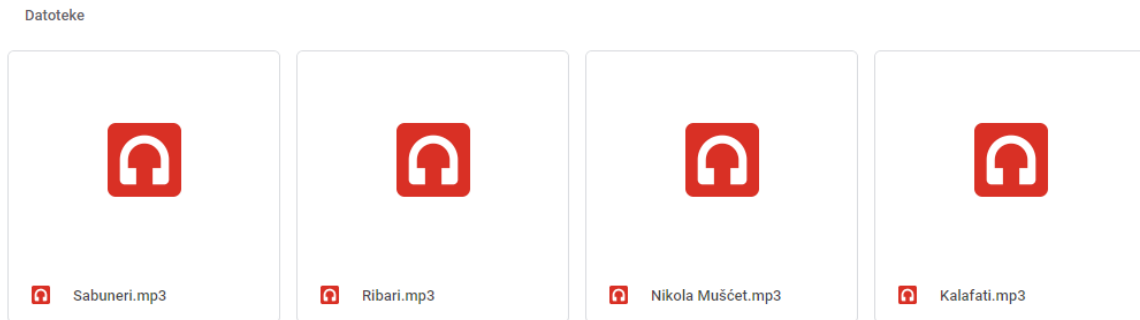 Datoteke
Sabuneri.mp3
Ribari.mp3
Nikola Mušćet.mp3
Kalafati.mp3